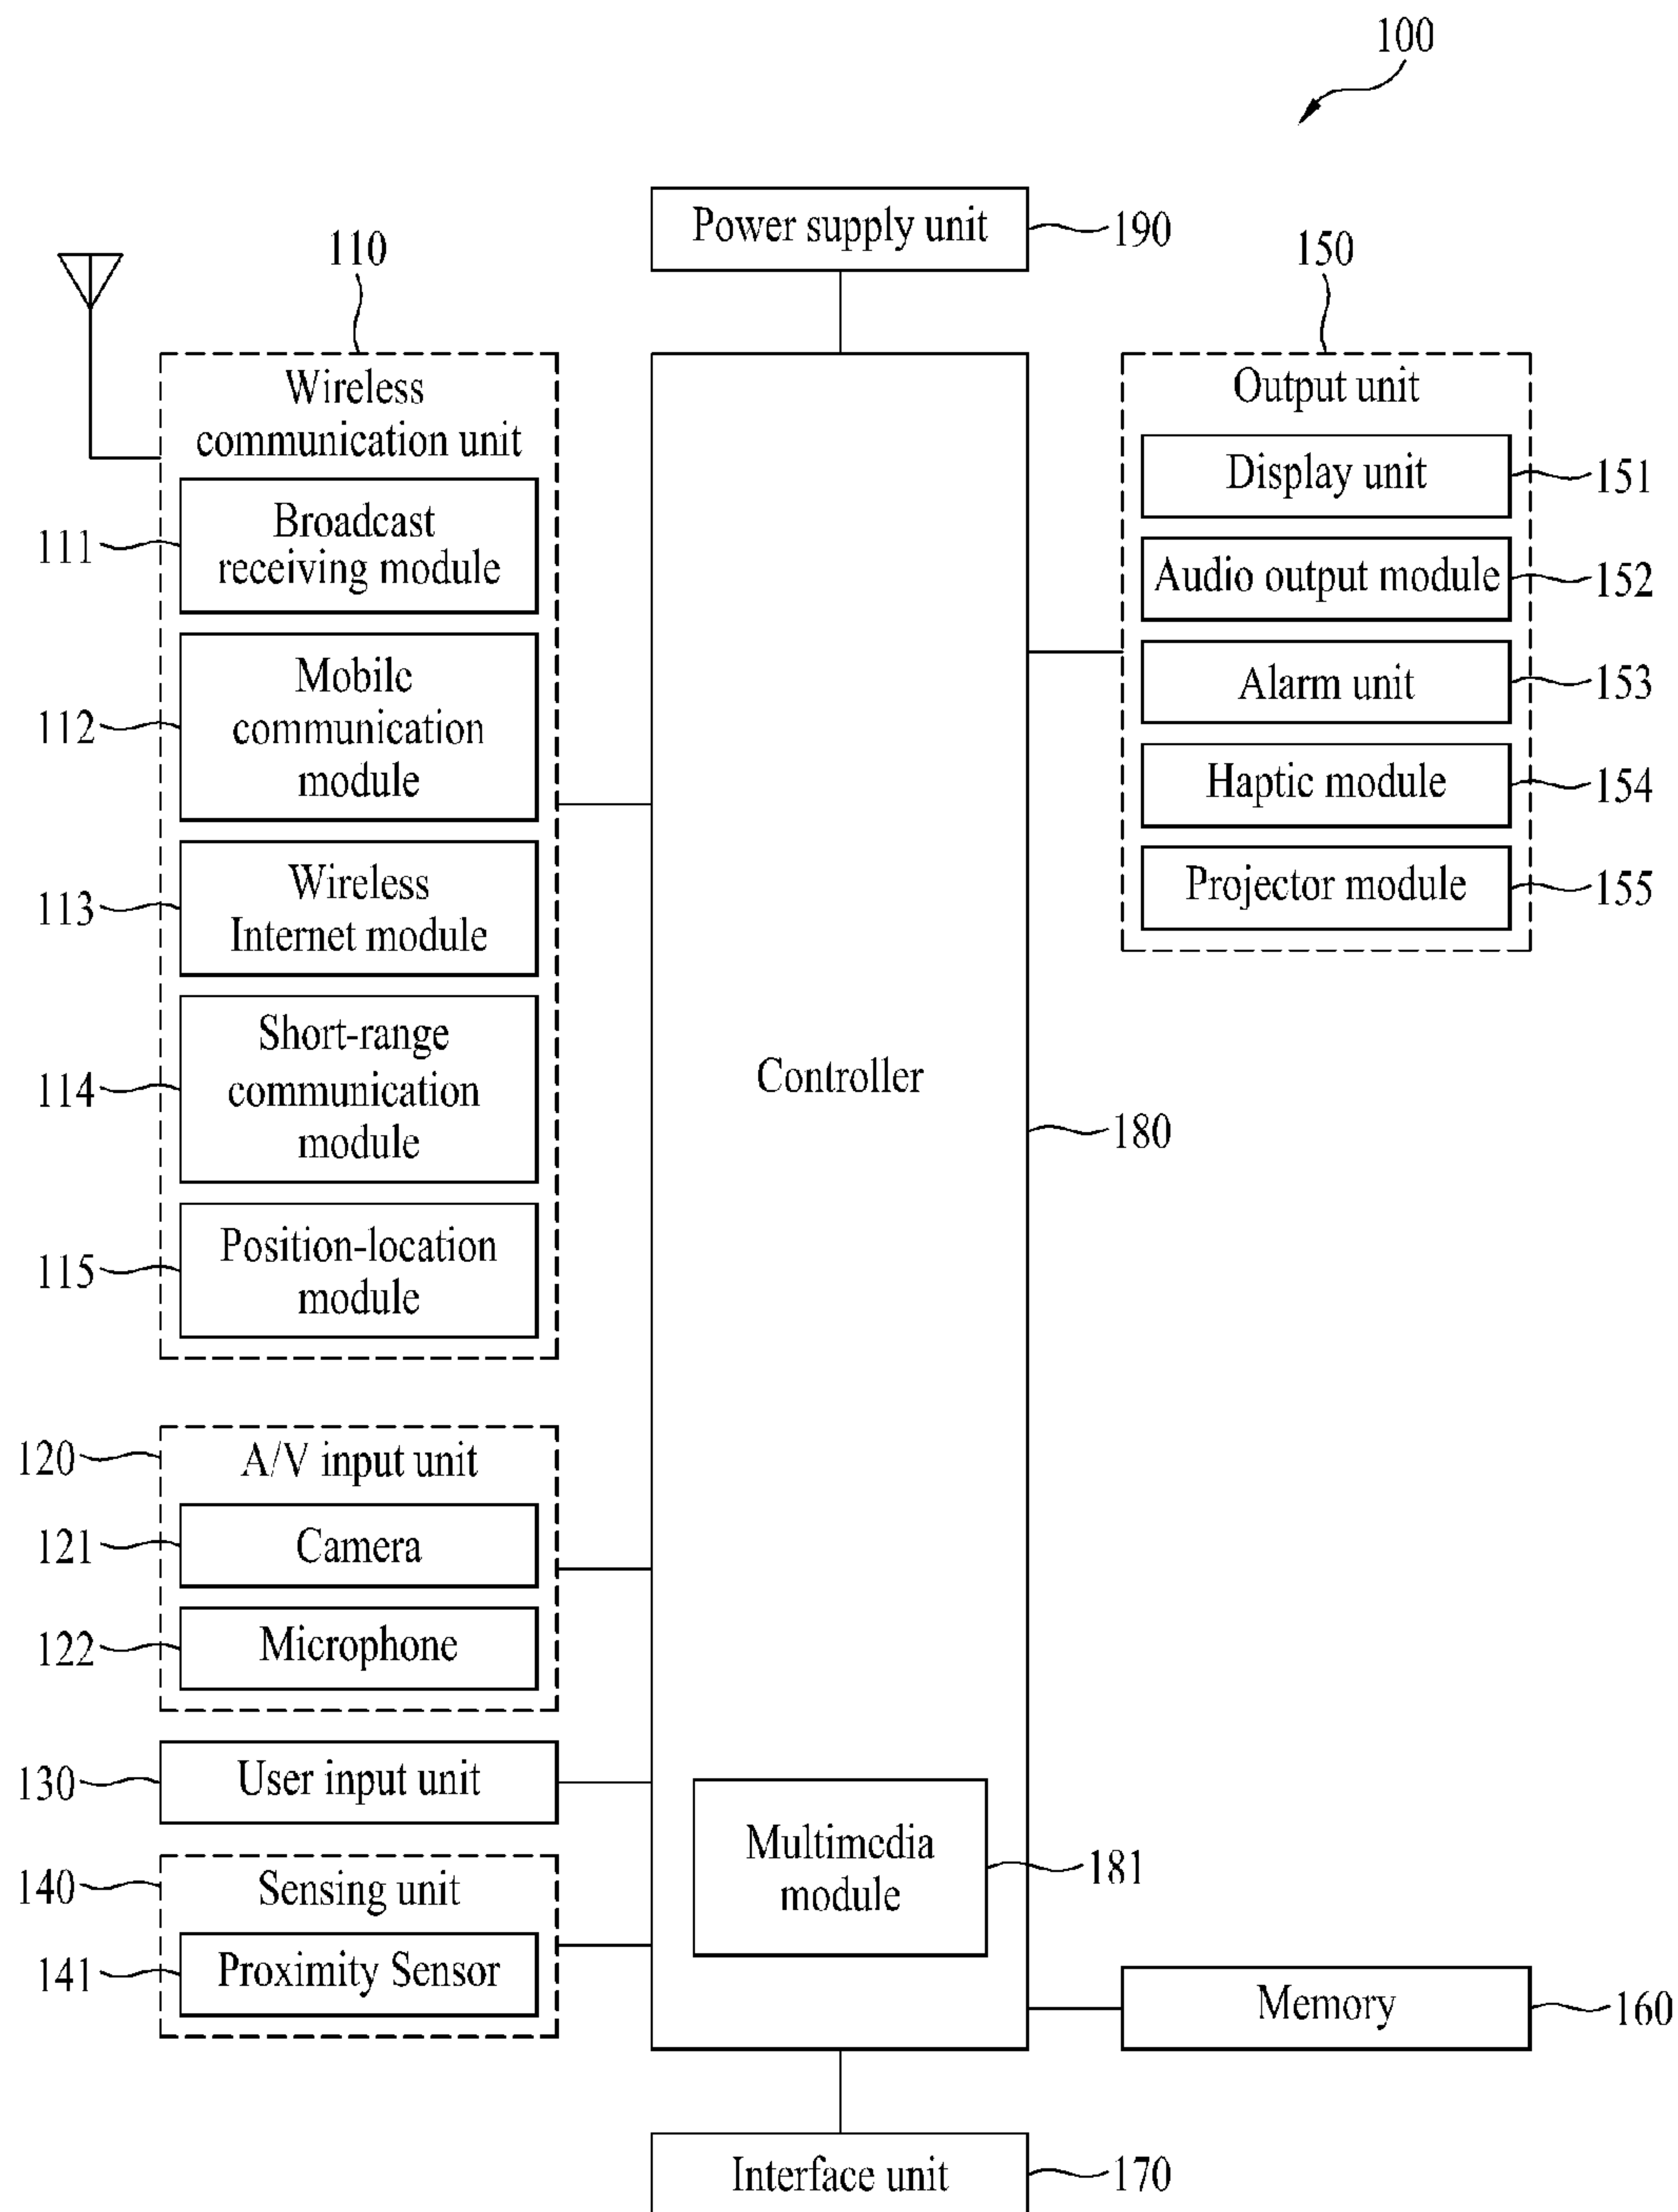 100
Power supply unit
190
110
150
Wireless
communication unit
Broadcast
receiving module
111
Mobile
communication
module
112
Wireless
Internet module
113
Short-range
communication
module
114
Position-location
module
115
Output unit
Display unit
151
Audio output module
152
Alarm unit
153
Haptic module
154
Projector module
155
Controller
180
120
A/V input unit
121
Camera
122
Microphone
130
User input unit
140
Sensing unit
141
Proximity Sensor
Multimedia
module
181
Memory
160
Interface unit
170